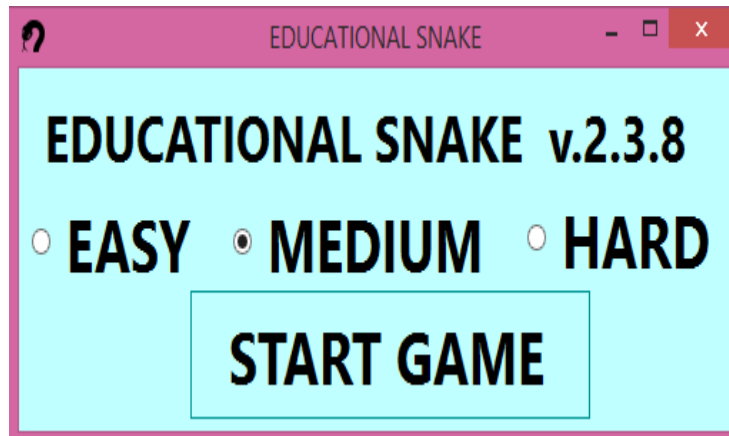 EDUCATIONAL SNAKE
EDUCATIONAL SNAKE v.2.3.8
EASY MEDIUM HARD
START GAME